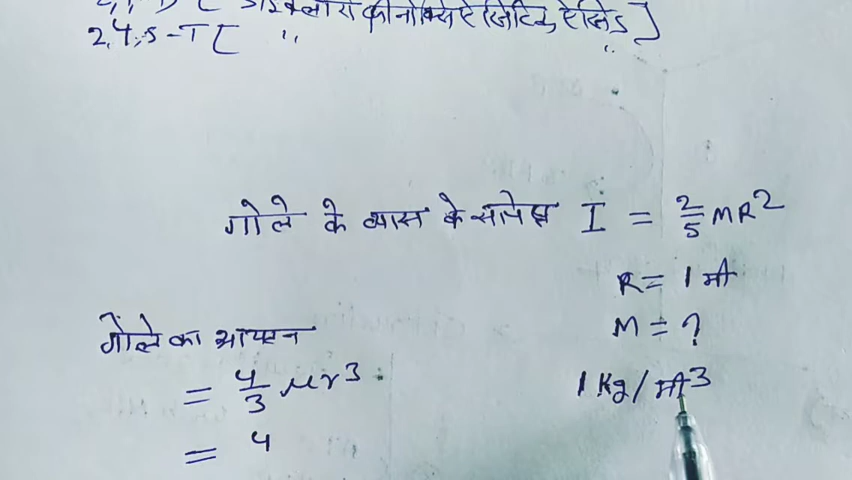 2,4,5-T [ " " ]
गोले के व्यास के सापेक्ष I = 2/5 MR²
R = 1 मी
गोले का आयतन
M = ?
= 4/3 πr³
1 Kg/मी³
= 4